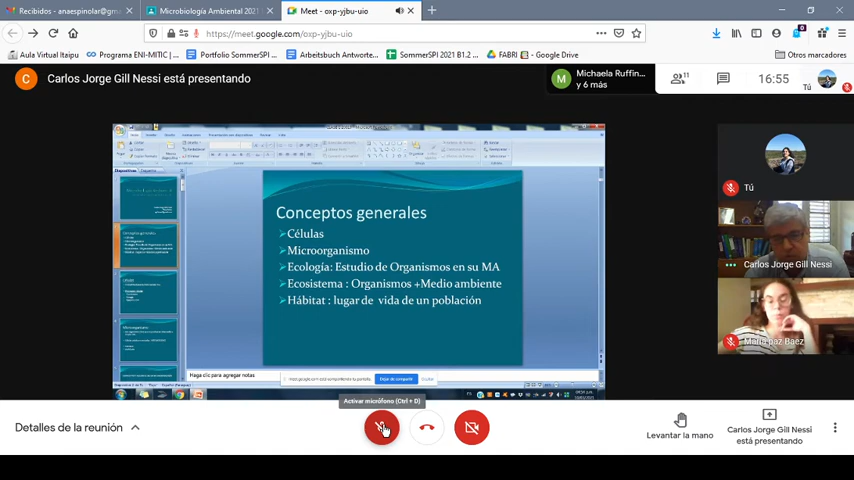 Recibidos - anaespinolar@gma
Microbiología Ambiental 2021
Meet - oxp-yjbu-uio
https://meet.google.com/oxp-yjbu-uio
Aula Virtual Itaipu
Programa ENI-MITIC | ...
Portfolio SommerSPI
Arbeitsbuch Antworte...
SommerSPI 2021 B1.2 ...
FABRI - Google Drive
Otros marcadores
C
Carlos Jorge Gill Nessi está presentando
M
Michaela Ruffin...
y 6 más
11
16:55
Tú
Conceptos generales
Células
Microorganismo
Ecología: Estudio de Organismos en su MA
Ecosistema : Organismos +Medio ambiente
Hábitat : lugar de vida de un población
Haga clic para agregar notas
Dejar de compartir
Tú
Carlos Jorge Gill Nessi
María paz Baez
Activar micrófono (Ctrl + D)
Detalles de la reunión
Levantar la mano
Carlos Jorge Gill Nessi
está presentando